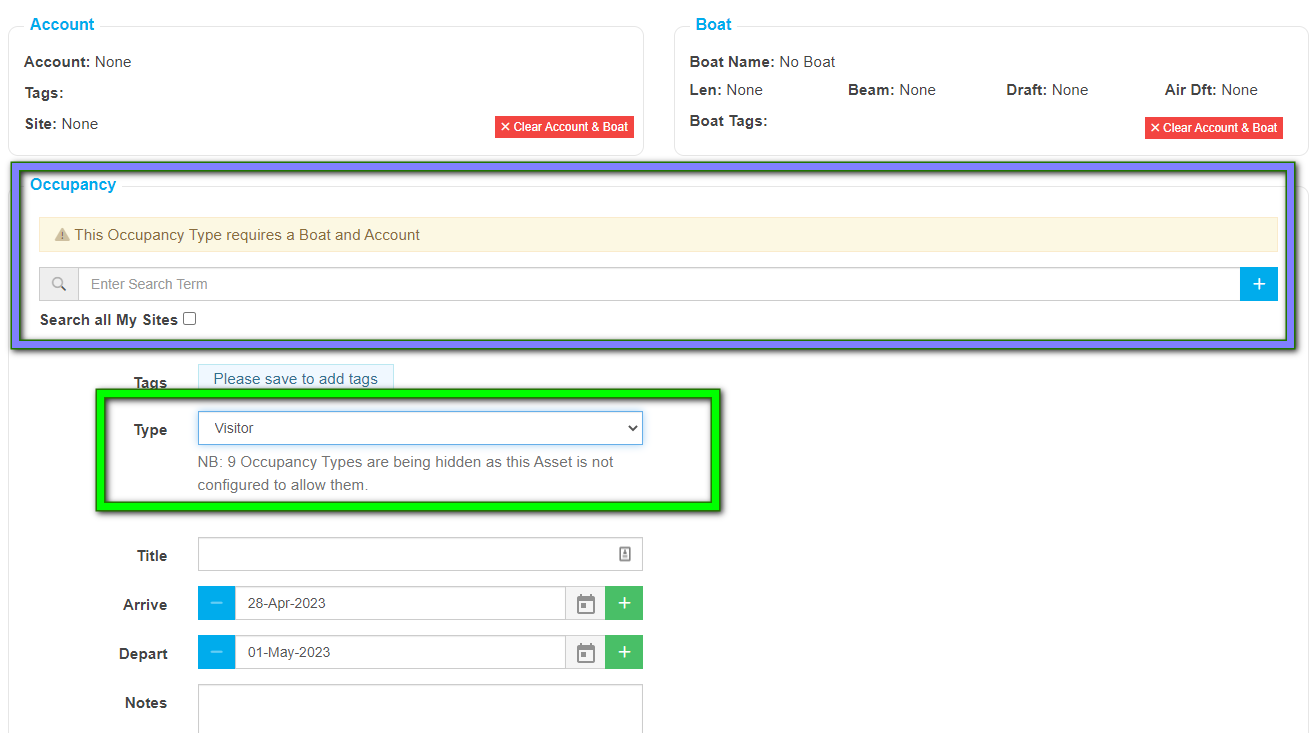 Account
Account: None
Tags:
Site: None
✕ Clear Account & Boat
Boat
Boat Name: No Boat
Len: None Beam: None Draft: None Air Dft: None
Boat Tags:
✕ Clear Account & Boat
Occupancy
This Occupancy Type requires a Boat and Account
Enter Search Term
+
Search all My Sites
Tags Please save to add tags
Type Visitor
NB: 9 Occupancy Types are being hidden as this Asset is not
configured to allow them.
Title
Arrive − 28-Apr-2023 +
Depart − 01-May-2023 +
Notes